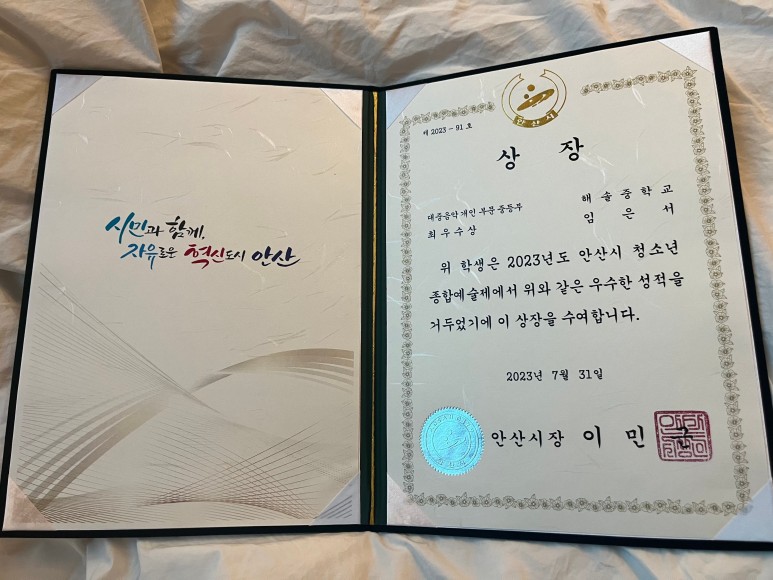 시민과 함께,
자유로운 혁신도시 안산
안산시
제 2023 - 91 호
상 장
대중음악 개인 부문 중등부
최우수상
해솔중학교
임은서
위 학생은 2023년도 안산시 청소년
종합예술제에서 위와 같은 우수한 성적을
거두었기에 이 상장을 수여합니다.
2023년 7월 31일
안산시장 이 민 근